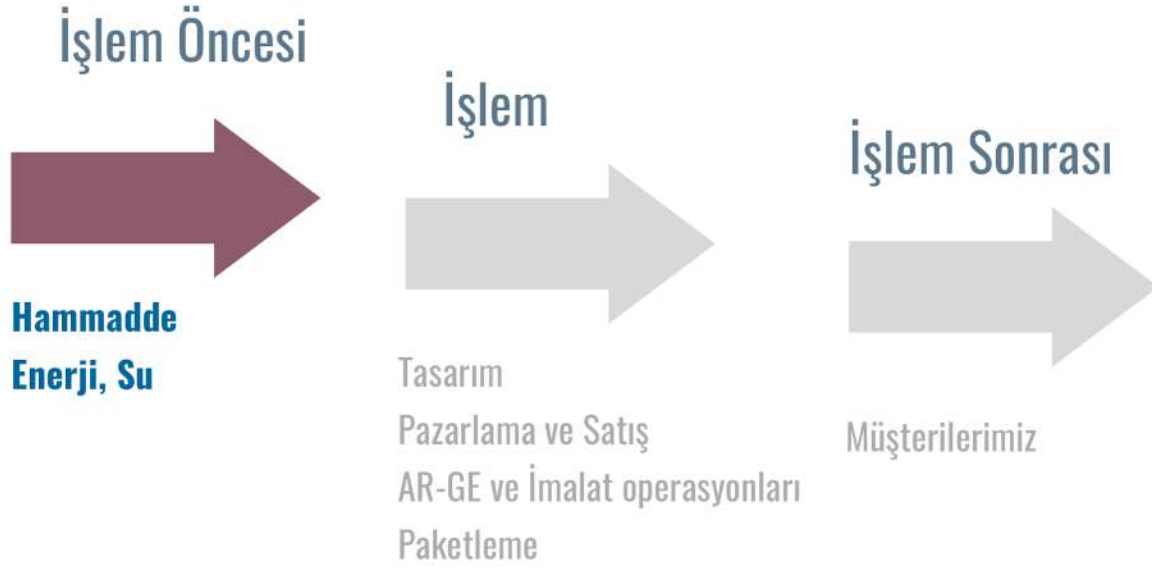 İşlem Öncesi
Hammadde
Enerji, Su
İşlem
Tasarım
Pazarlama ve Satış
AR-GE ve İmalat operasyonları
Paketleme
İşlem Sonrası
Müşterilerimiz